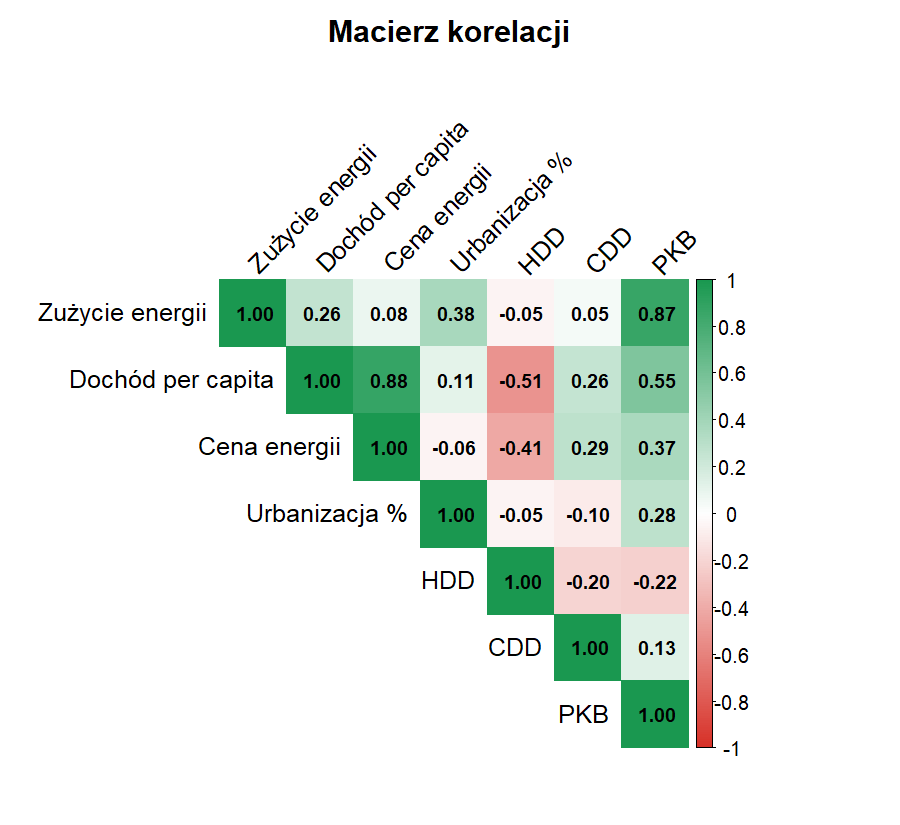 Macierz korelacji
Zużycie energii
Dochód per capita
Cena energii
Urbanizacja %
HDD
CDD
PKB
Zużycie energii 1.00 0.26 0.08 0.38 -0.05 0.05 0.87
Dochód per capita 1.00 0.88 0.11 -0.51 0.26 0.55
Cena energii 1.00 -0.06 -0.41 0.29 0.37
Urbanizacja % 1.00 -0.05 -0.10 0.28
HDD 1.00 -0.20 -0.22
CDD 1.00 0.13
PKB 1.00
1
0.8
0.6
0.4
0.2
0
-0.2
-0.4
-0.6
-0.8
-1